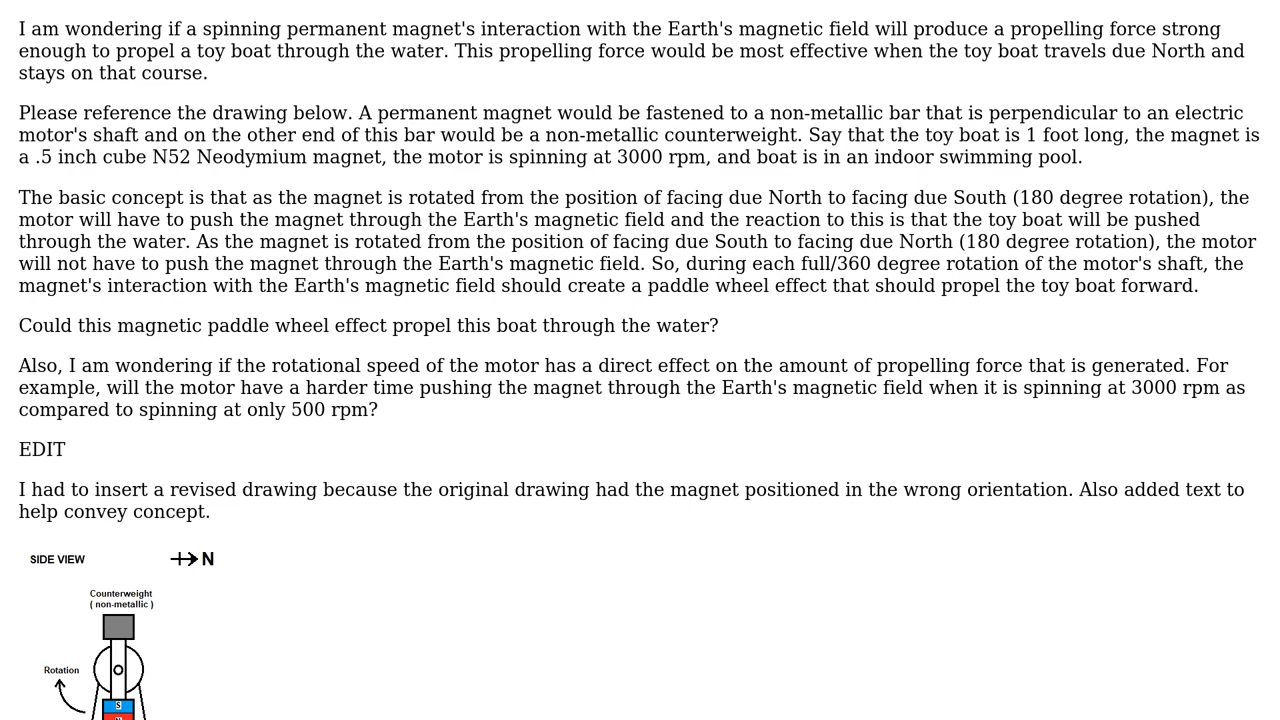 I am wondering if a spinning permanent magnet's interaction with the Earth's magnetic field will produce a propelling force strong
enough to propel a toy boat through the water. This propelling force would be most effective when the toy boat travels due North and
stays on that course.
Please reference the drawing below. A permanent magnet would be fastened to a non-metallic bar that is perpendicular to an electric
motor's shaft and on the other end of this bar would be a non-metallic counterweight. Say that the toy boat is 1 foot long, the magnet is
a .5 inch cube N52 Neodymium magnet, the motor is spinning at 3000 rpm, and boat is in an indoor swimming pool.
The basic concept is that as the magnet is rotated from the position of facing due North to facing due South (180 degree rotation), the
motor will have to push the magnet through the Earth's magnetic field and the reaction to this is that the toy boat will be pushed
through the water. As the magnet is rotated from the position of facing due South to facing due North (180 degree rotation), the motor
will not have to push the magnet through the Earth's magnetic field. So, during each full/360 degree rotation of the motor's shaft, the
magnet's interaction with the Earth's magnetic field should create a paddle wheel effect that should propel the toy boat forward.
Could this magnetic paddle wheel effect propel this boat through the water?
Also, I am wondering if the rotational speed of the motor has a direct effect on the amount of propelling force that is generated. For
example, will the motor have a harder time pushing the magnet through the Earth's magnetic field when it is spinning at 3000 rpm as
compared to spinning at only 500 rpm?
EDIT
I had to insert a revised drawing because the original drawing had the magnet positioned in the wrong orientation. Also added text to
help convey concept.
SIDE VIEW
N
Counterweight
( non-metallic )
Rotation
S